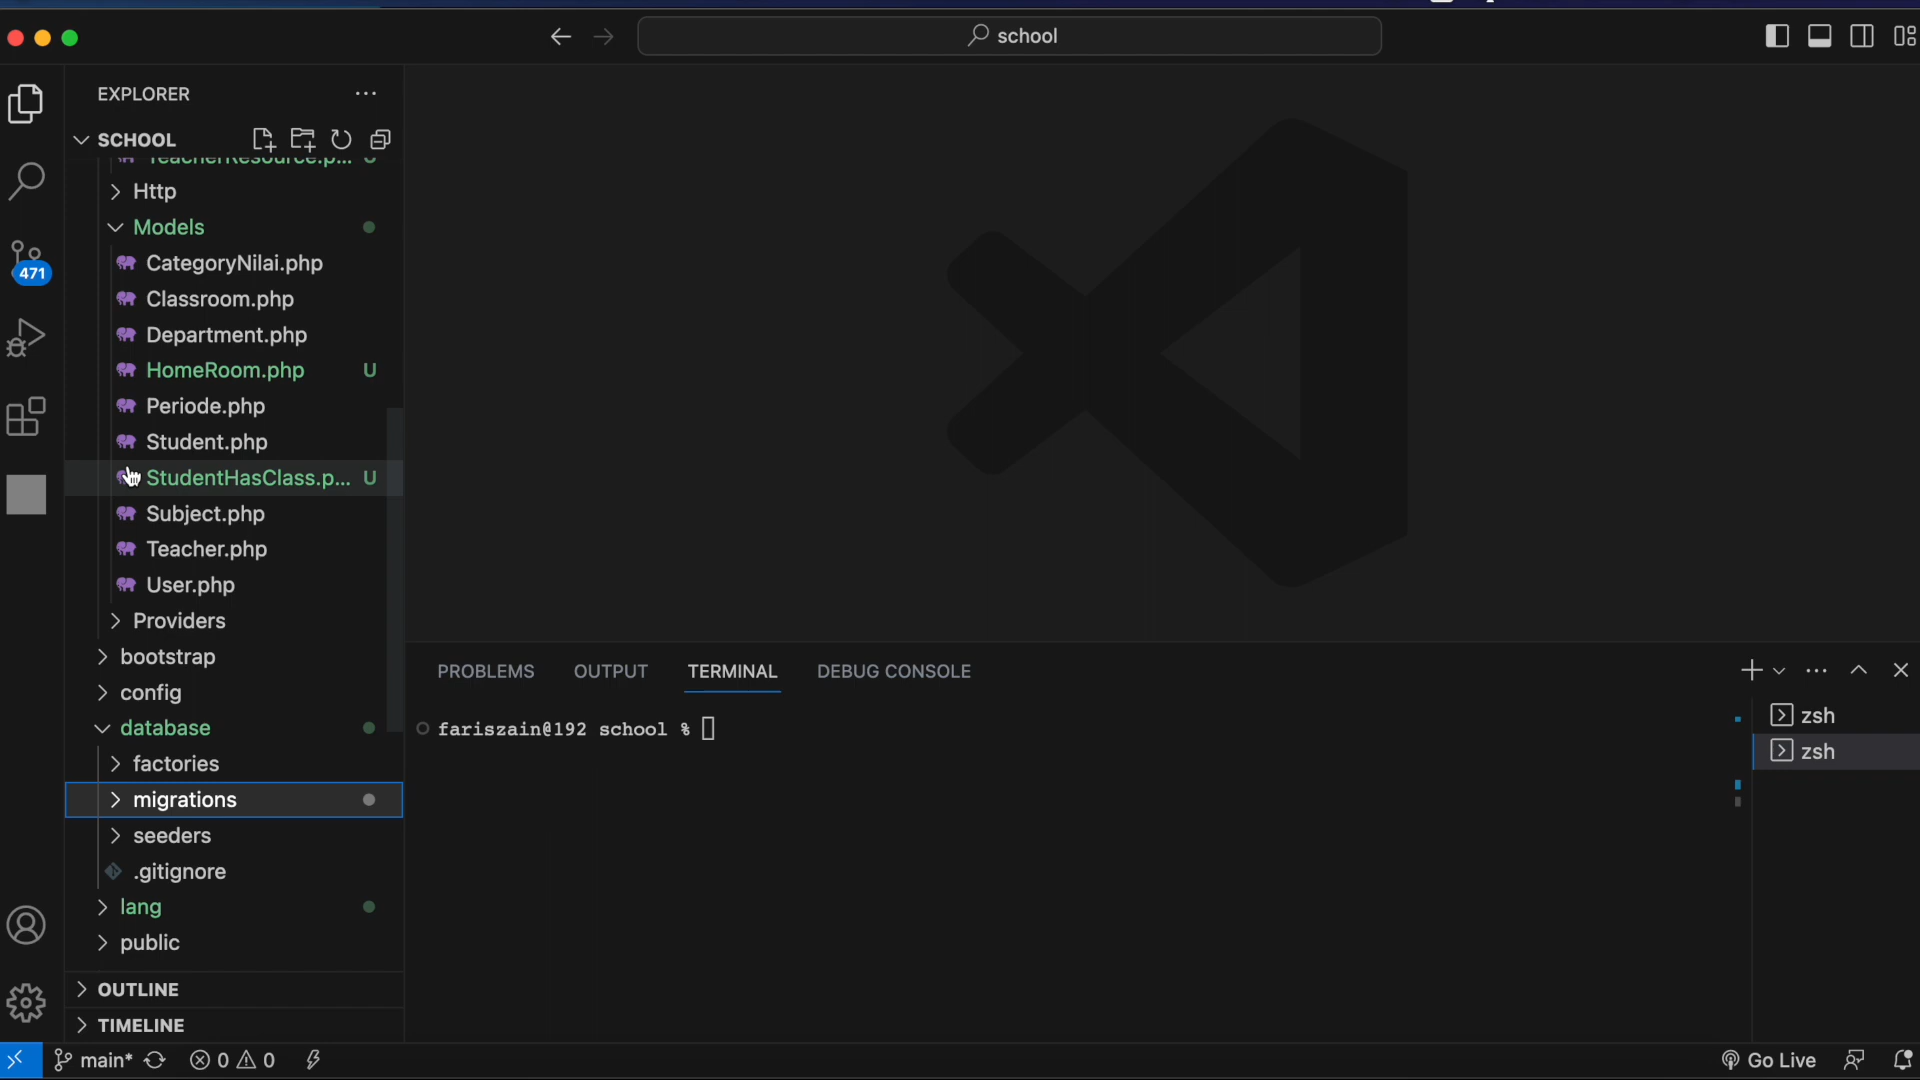 school
EXPLORER
SCHOOL
TeacherResource.p... U
Http
Models
CategoryNilai.php
Classroom.php
Department.php
HomeRoom.php U
Periode.php
Student.php
StudentHasClass.p... U
Subject.php
Teacher.php
User.php
Providers
bootstrap
config
database
factories
migrations
seeders
.gitignore
lang
public
OUTLINE
TIMELINE
471
PROBLEMS OUTPUT TERMINAL DEBUG CONSOLE
fariszain@192 school %
zsh
zsh
main* 0 0
Go Live